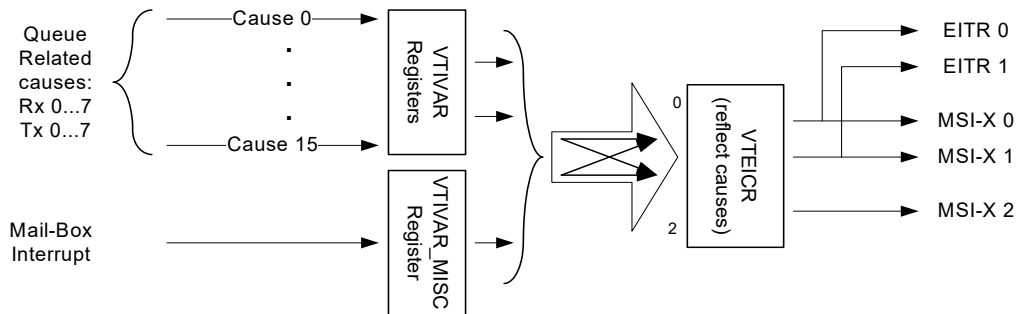 Queue
Related
causes:
Rx 0...7
Tx 0...7
Cause 0
.
.
.
.
Cause 15
VTIVAR
Registers
Mail-Box
Interrupt
VTIVAR_MISC
Register
0
2
VTEICR
(reflect causes)
EITR 0
EITR 1
MSI-X 0
MSI-X 1
MSI-X 2